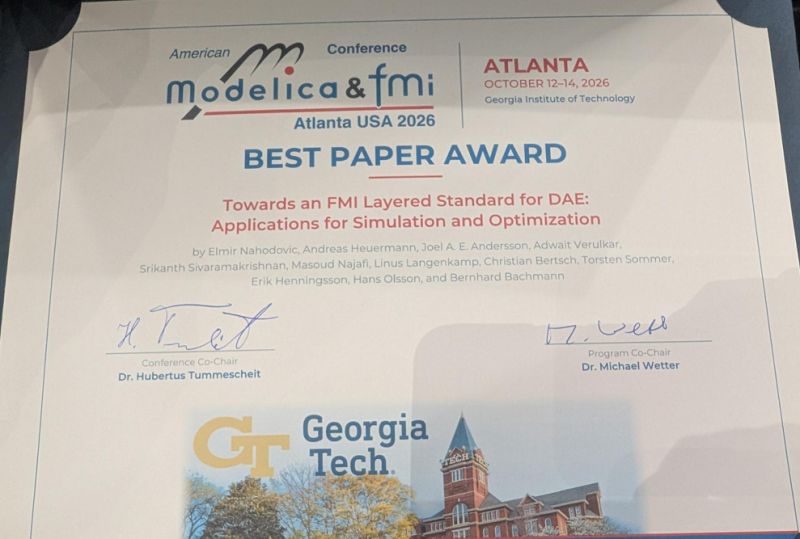 American Conference
Modelica & fmi
Atlanta USA 2026
ATLANTA
OCTOBER 12–14, 2026
Georgia Institute of Technology
BEST PAPER AWARD
Towards an FMI Layered Standard for DAE:
Applications for Simulation and Optimization
by Elmir Nahodovic, Andreas Heuermann, Joel A. E. Andersson, Adwait Verulkar,
Srikanth Sivaramakrishnan, Masoud Najafi, Linus Langenkamp, Christian Bertsch, Torsten Sommer,
Erik Henningsson, Hans Olsson, and Bernhard Bachmann
H. Tummescheit
M. Wetter
Conference Co-Chair
Dr. Hubertus Tummescheit
Program Co-Chair
Dr. Michael Wetter
GT Georgia
Tech.
TECH